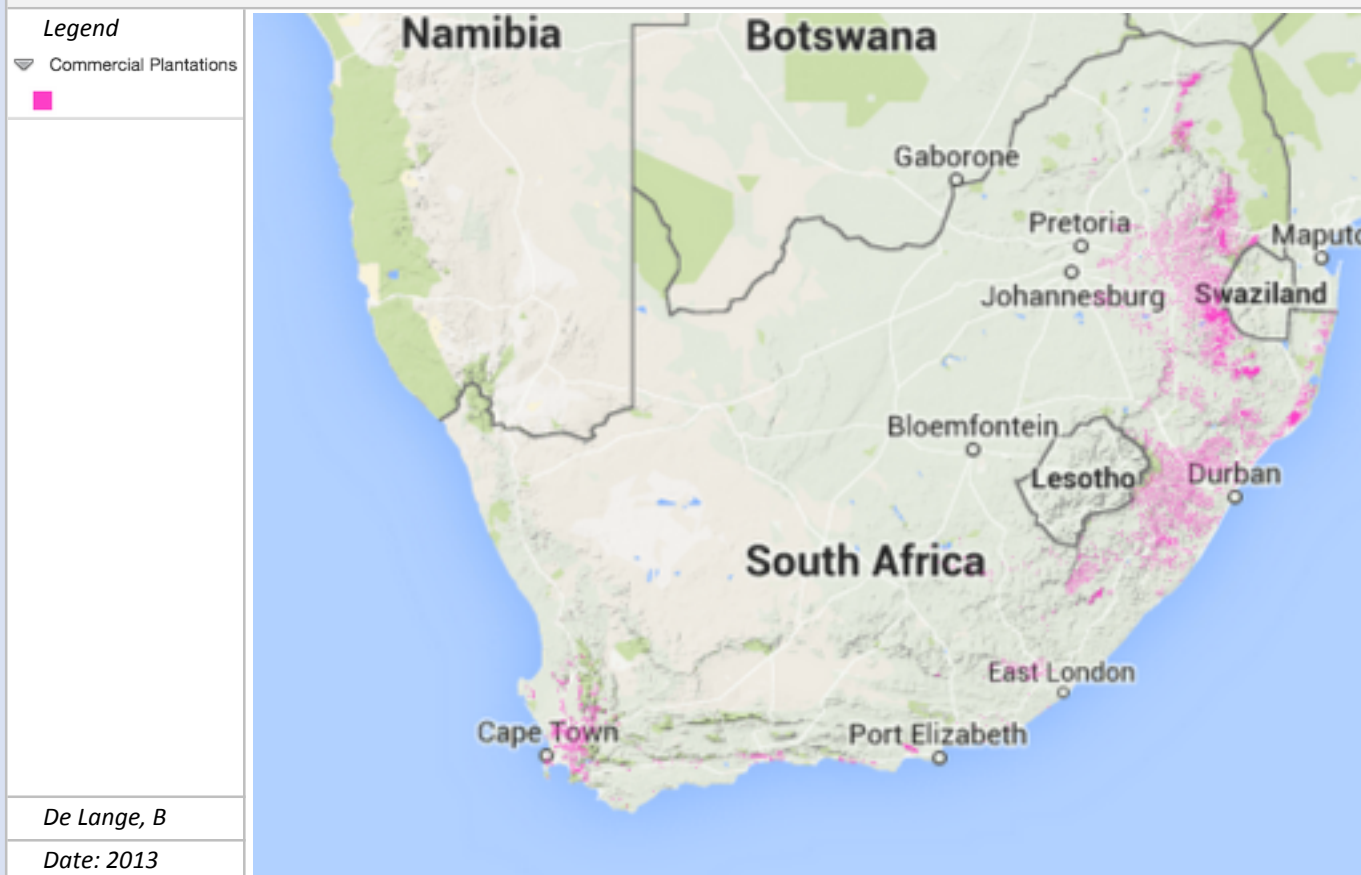 Legend
Commercial Plantations
De Lange, B
Date: 2013
Namibia
Botswana
Gaborone
Pretoria
Maputo
Johannesburg
Swaziland
Bloemfontein
Lesotho
Durban
South Africa
East London
Cape Town
Port Elizabeth